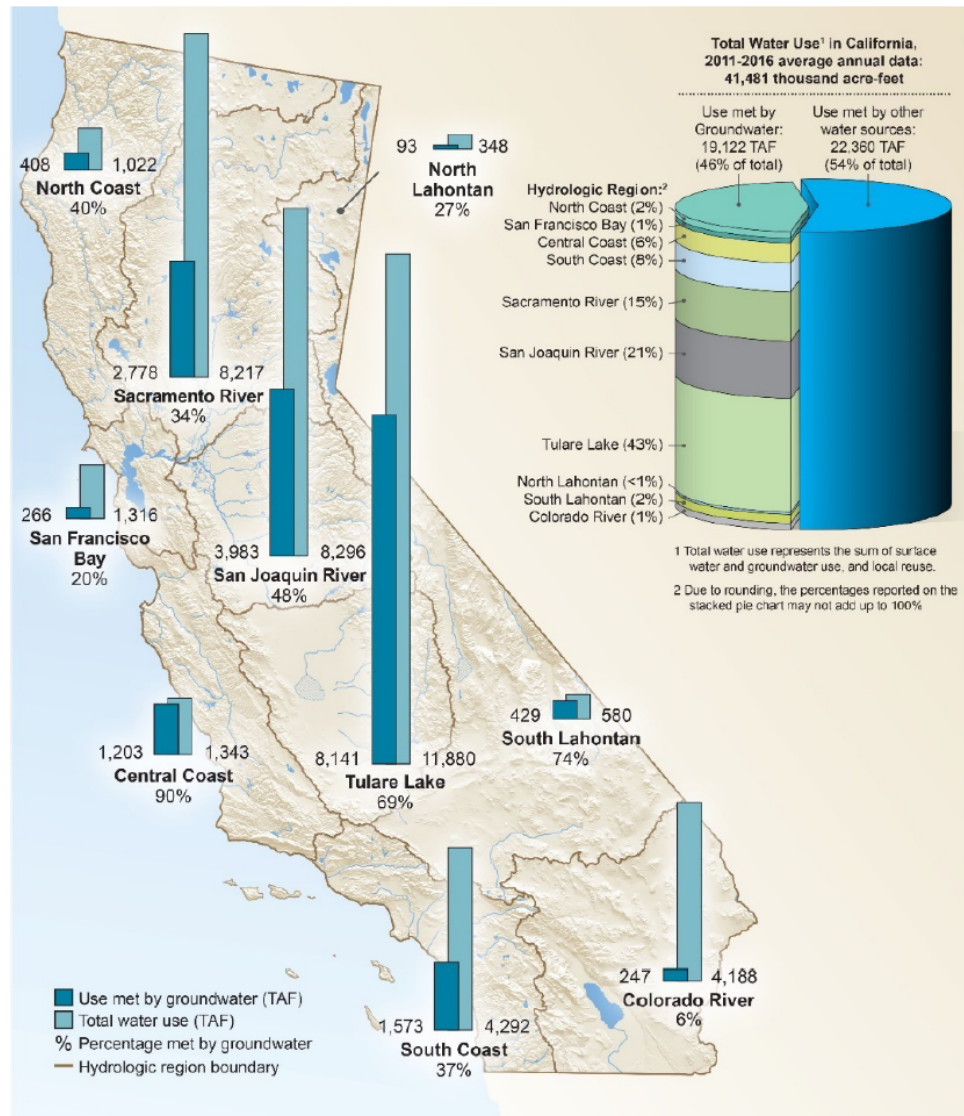 Total Water Use¹ in California,
2011-2016 average annual data:
41,481 thousand acre-feet
Use met by
Groundwater:
19,122 TAF
(46% of total)
Use met by other
water sources:
22,360 TAF
(54% of total)
Hydrologic Region:²
North Coast (2%)
San Francisco Bay (1%)
Central Coast (6%)
South Coast (8%)
Sacramento River (15%)
San Joaquin River (21%)
Tulare Lake (43%)
North Lahontan (<1%)
South Lahontan (2%)
Colorado River (1%)
1 Total water use represents the sum of surface
water and groundwater use, and local reuse.
2 Due to rounding, the percentages reported on the
stacked pie chart may not add up to 100%
408 1,022
North Coast
40%
93 348
North
Lahontan
27%
2,778 8,217
Sacramento River
34%
266 1,316
San Francisco
Bay
20%
3,983 8,296
San Joaquin River
48%
1,203 1,343
Central Coast
90%
8,141 11,880
Tulare Lake
69%
429 580
South Lahontan
74%
1,573 4,292
South Coast
37%
247 4,188
Colorado River
6%
Use met by groundwater (TAF)
Total water use (TAF)
% Percentage met by groundwater
Hydrologic region boundary